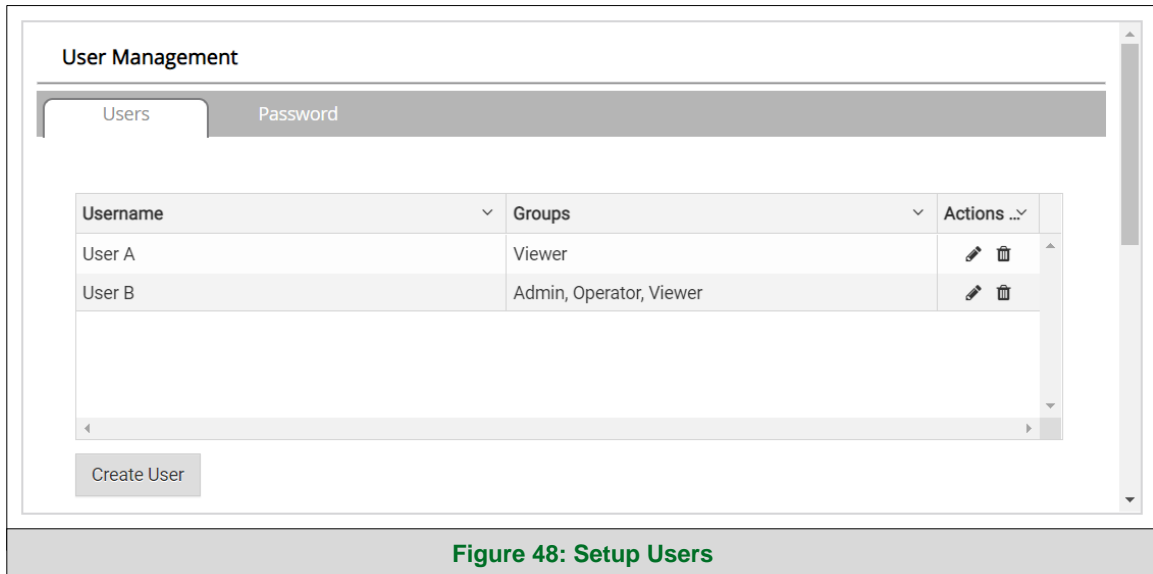 User Management
Users Password
Username Groups Actions ...
User A Viewer
User B Admin, Operator, Viewer
Create User
Figure 48: Setup Users